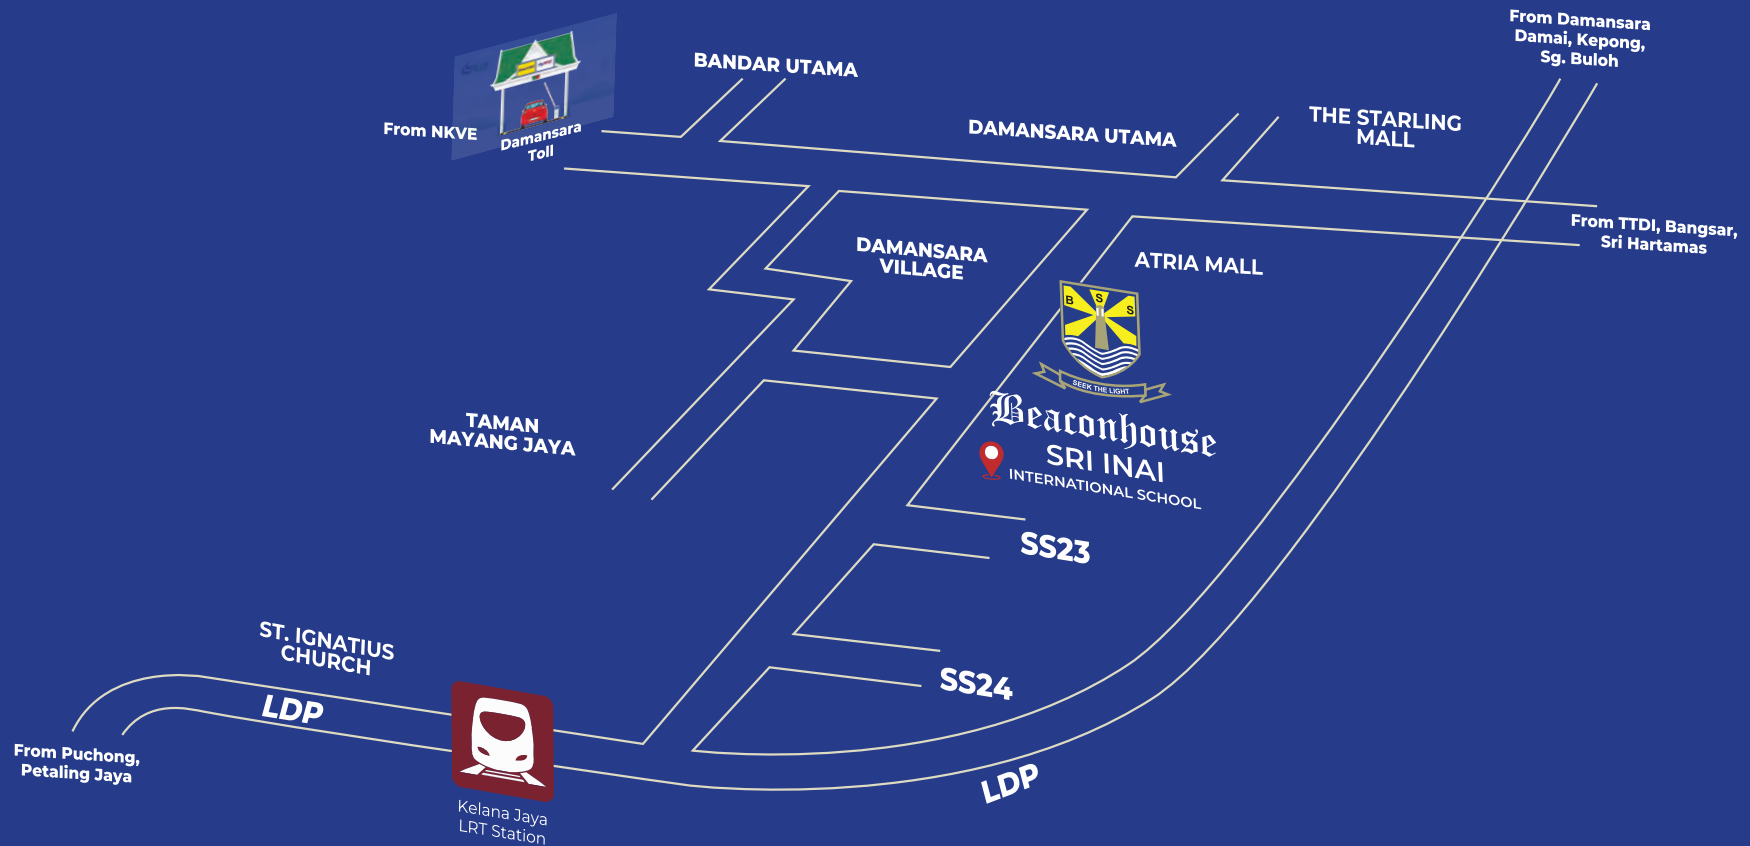 From Damansara
Damai, Kepong,
Sg. Buloh
BANDAR UTAMA
THE STARLING
MALL
DAMANSARA UTAMA
From NKVE
Damansara
Toll
From TTDI, Bangsar,
Sri Hartamas
DAMANSARA
VILLAGE
ATRIA MALL
B S S
SEEK THE LIGHT
Beaconhouse
SRI INAI
INTERNATIONAL SCHOOL
TAMAN
MAYANG JAYA
SS23
SS24
ST. IGNATIUS
CHURCH
LDP
From Puchong,
Petaling Jaya
LDP
Kelana Jaya
LRT Station